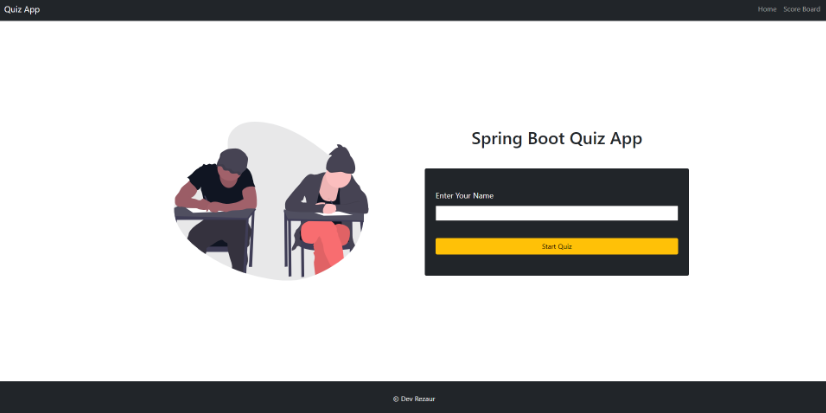 Quiz App
Home Score Board
Spring Boot Quiz App
Enter Your Name
Start Quiz
© Dev Rezaur